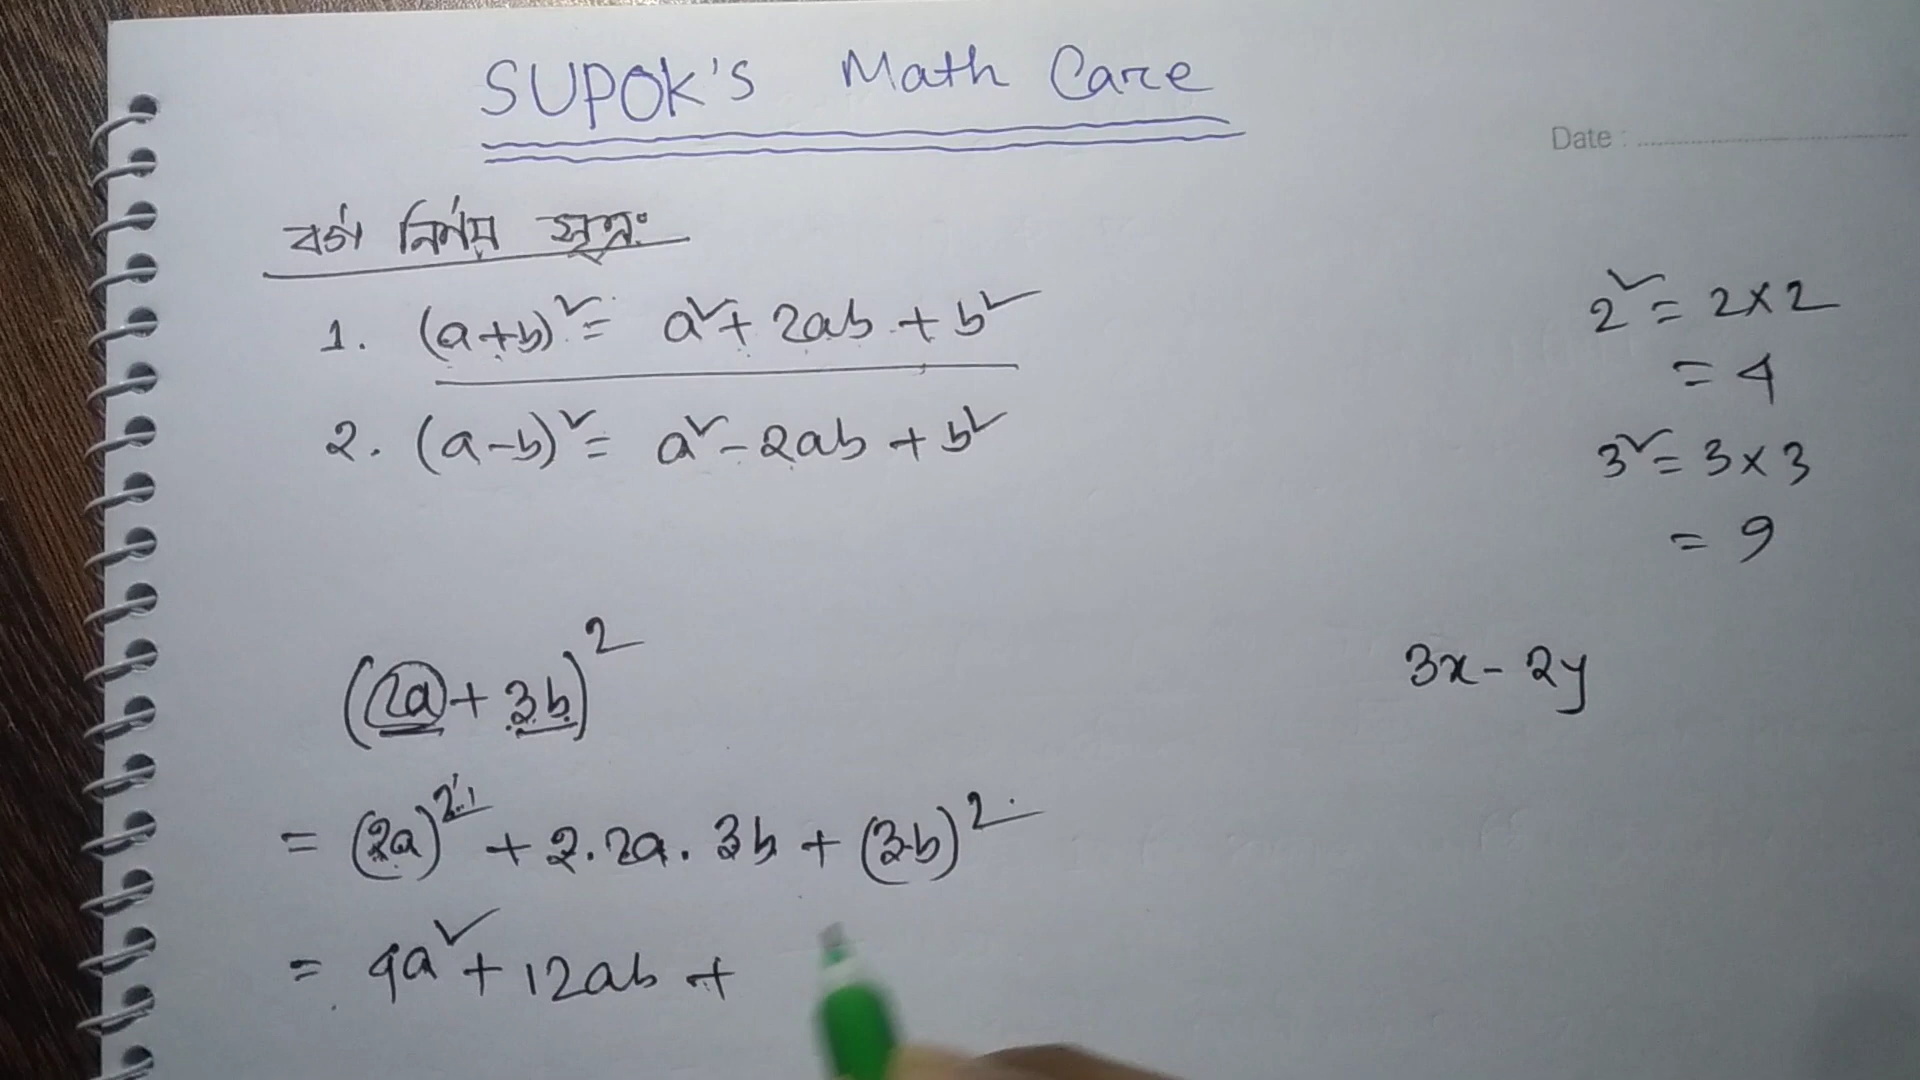 SUPOK's Math Care
Date :
বর্গ নির্ণয় সূত্রঃ
1. (a+b)² = a² + 2ab + b²
2. (a-b)² = a² - 2ab + b²
2² = 2×2
= 4
3² = 3×3
= 9
(2a + 3b)²
= (2a)² + 2.2a.3b + (3b)²
= 4a² + 12ab +
3x - 2y